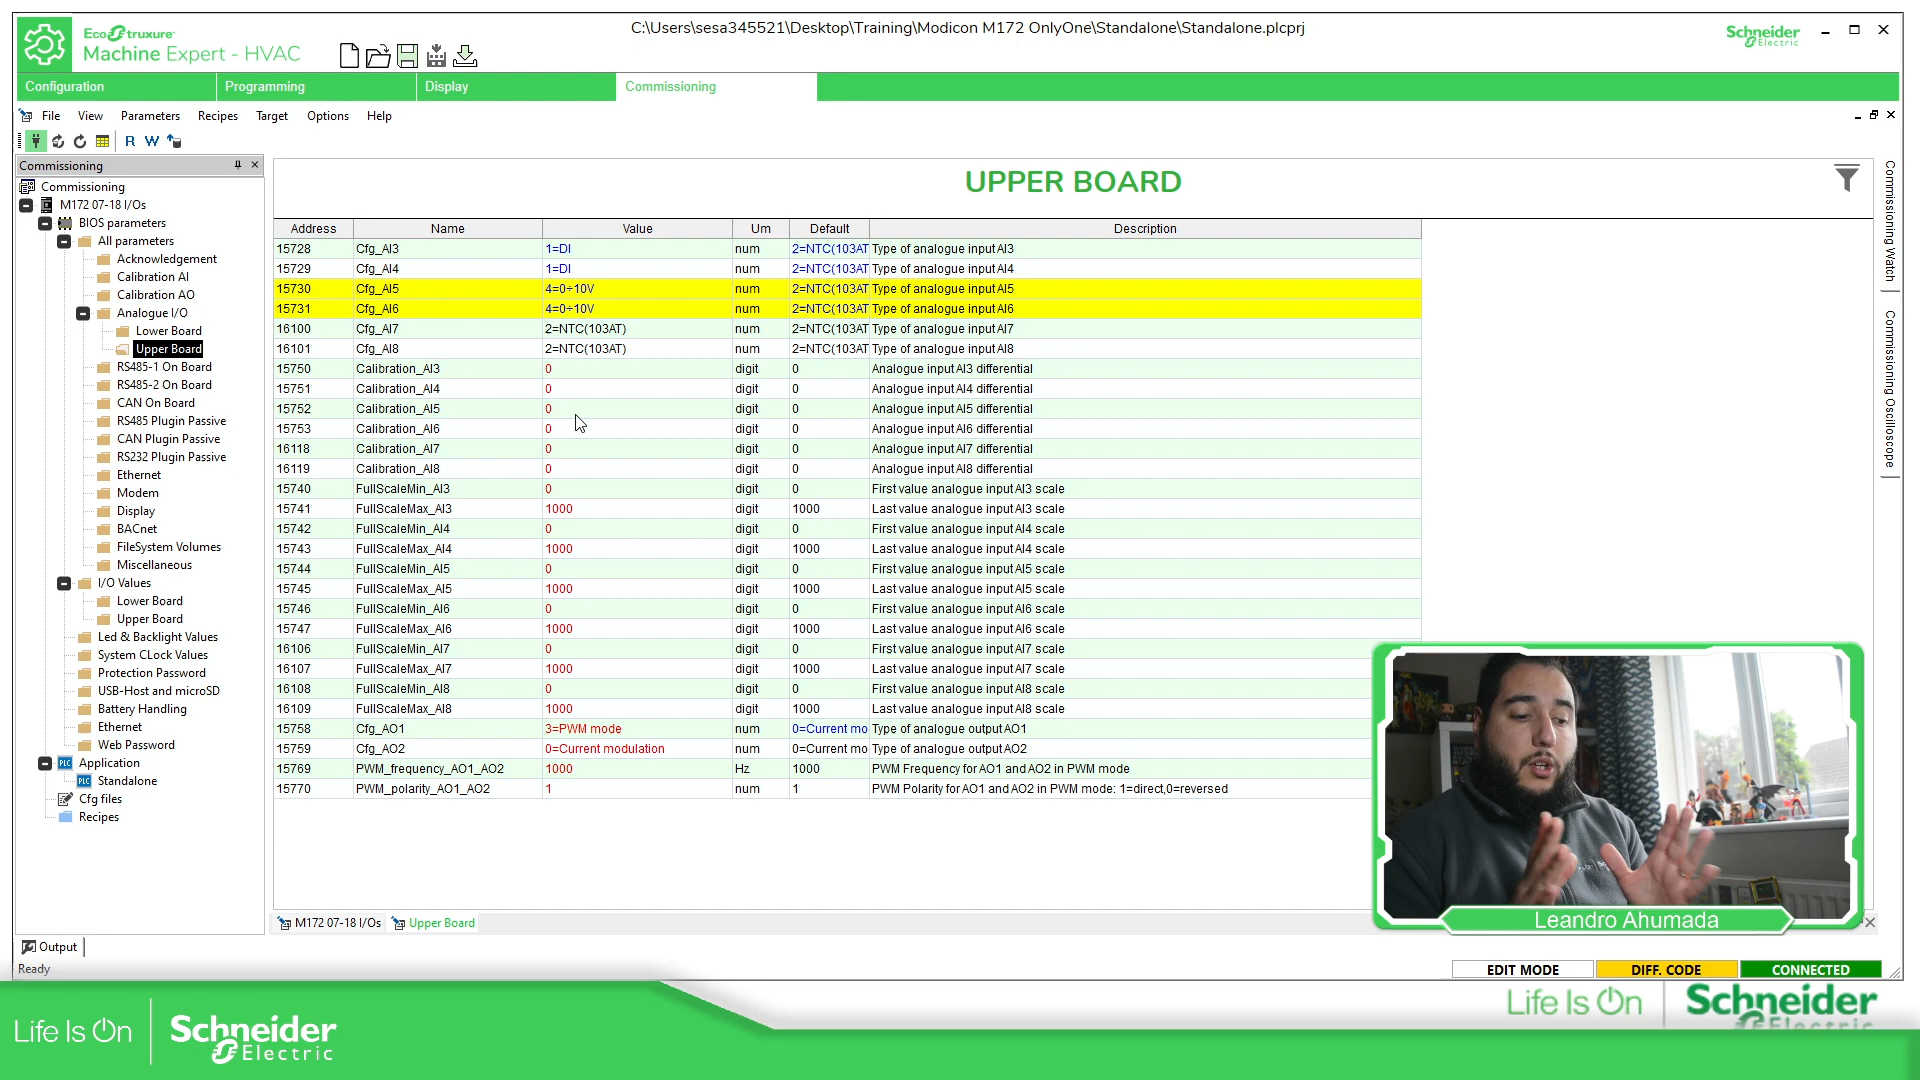 C:\Users\sesa345521\Desktop\Training\Modicon M172 OnlyOne\Standalone\Standalone.plcprj
EcoStruxure
Machine Expert - HVAC
Schneider Electric
Configuration Programming Display Commissioning
File View Parameters Recipes Target Options Help
R W
Commissioning
Commissioning
M172 07-18 I/Os
BIOS parameters
All parameters
Acknowledgement
Calibration AI
Calibration AO
Analogue I/O
Lower Board
Upper Board
RS485-1 On Board
RS485-2 On Board
CAN On Board
RS485 Plugin Passive
CAN Plugin Passive
RS232 Plugin Passive
Ethernet
Modem
Display
BACnet
FileSystem Volumes
Miscellaneous
I/O Values
Lower Board
Upper Board
Led & Backlight Values
System CLock Values
Protection Password
USB-Host and microSD
Battery Handling
Ethernet
Web Password
PLC Application
PLC Standalone
Cfg files
Recipes
UPPER BOARD
Address Name Value Um Default Description
15728 Cfg_AI3 1=DI num 2=NTC(103AT Type of analogue input AI3
15729 Cfg_AI4 1=DI num 2=NTC(103AT Type of analogue input AI4
15730 Cfg_AI5 4=0÷10V num 2=NTC(103AT Type of analogue input AI5
15731 Cfg_AI6 4=0÷10V num 2=NTC(103AT Type of analogue input AI6
16100 Cfg_AI7 2=NTC(103AT) num 2=NTC(103AT Type of analogue input AI7
16101 Cfg_AI8 2=NTC(103AT) num 2=NTC(103AT Type of analogue input AI8
15750 Calibration_AI3 0 digit 0 Analogue input AI3 differential
15751 Calibration_AI4 0 digit 0 Analogue input AI4 differential
15752 Calibration_AI5 0 digit 0 Analogue input AI5 differential
15753 Calibration_AI6 0 digit 0 Analogue input AI6 differential
16118 Calibration_AI7 0 digit 0 Analogue input AI7 differential
16119 Calibration_AI8 0 digit 0 Analogue input AI8 differential
15740 FullScaleMin_AI3 0 digit 0 First value analogue input AI3 scale
15741 FullScaleMax_AI3 1000 digit 1000 Last value analogue input AI3 scale
15742 FullScaleMin_AI4 0 digit 0 First value analogue input AI4 scale
15743 FullScaleMax_AI4 1000 digit 1000 Last value analogue input AI4 scale
15744 FullScaleMin_AI5 0 digit 0 First value analogue input AI5 scale
15745 FullScaleMax_AI5 1000 digit 1000 Last value analogue input AI5 scale
15746 FullScaleMin_AI6 0 digit 0 First value analogue input AI6 scale
15747 FullScaleMax_AI6 1000 digit 1000 Last value analogue input AI6 scale
16106 FullScaleMin_AI7 0 digit 0 First value analogue input AI7 scale
16107 FullScaleMax_AI7 1000 digit 1000 Last value analogue input AI7 scale
16108 FullScaleMin_AI8 0 digit 0 First value analogue input AI8 scale
16109 FullScaleMax_AI8 1000 digit 1000 Last value analogue input AI8 scale
15758 Cfg_AO1 3=PWM mode num 0=Current mo Type of analogue output AO1
15759 Cfg_AO2 0=Current modulation num 0=Current mo Type of analogue output AO2
15769 PWM_frequency_AO1_AO2 1000 Hz 1000 PWM Frequency for AO1 and AO2 in PWM mode
15770 PWM_polarity_AO1_AO2 1 num 1 PWM Polarity for AO1 and AO2 in PWM mode: 1=direct,0=reversed
Commissioning Watch
Commissioning Oscilloscope
M172 07-18 I/Os Upper Board
Leandro Ahumada
Output
Ready
EDIT MODE DIFF. CODE CONNECTED
Life Is On Schneider Electric
Life Is On Schneider Electric